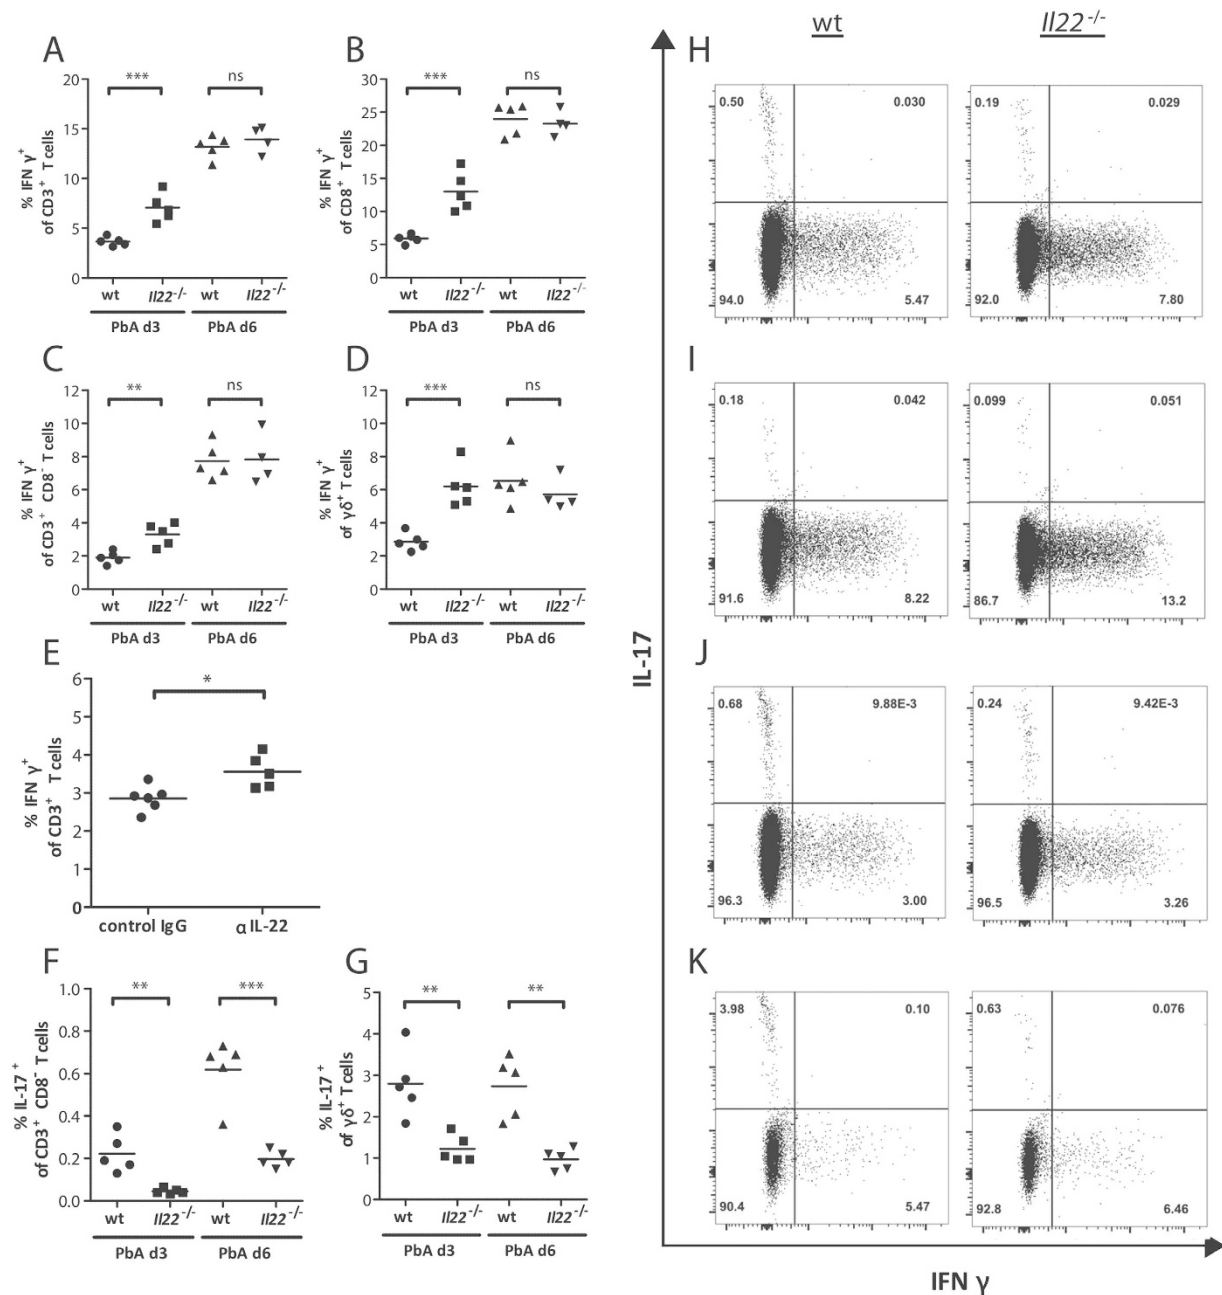 A
20
15
10
5
0
% IFN γ+
of CD3+ T cells
*** ns
wt Il22-/- wt Il22-/-
PbA d3 PbA d6
B
30
25
20
15
10
5
0
% IFN γ+
of CD8+ T cells
*** ns
wt Il22-/- wt Il22-/-
PbA d3 PbA d6
C
12
10
8
6
4
2
0
% IFN γ+
of CD3+ CD8- T cells
** ns
wt Il22-/- wt Il22-/-
PbA d3 PbA d6
D
12
10
8
6
4
2
0
% IFN γ+
of γδ+ T cells
*** ns
wt Il22-/- wt Il22-/-
PbA d3 PbA d6
E
6
5
4
3
2
1
0
% IFN γ+
of CD3+ T cells
*
control IgG α IL-22
F
1.0
0.8
0.6
0.4
0.2
0.0
% IL-17+
of CD3+ CD8- T cells
** ***
wt Il22-/- wt Il22-/-
PbA d3 PbA d6
G
5
4
3
2
1
0
% IL-17+
of γδ+ T cells
** **
wt Il22-/- wt Il22-/-
PbA d3 PbA d6
wt Il22-/-
H
0.50 0.030 0.19 0.029
94.0 5.47 92.0 7.80
I
0.18 0.042 0.099 0.051
91.6 8.22 86.7 13.2
J
0.68 9.88E-3 0.24 9.42E-3
96.3 3.00 96.5 3.26
K
3.98 0.10 0.63 0.076
90.4 5.47 92.8 6.46
IL-17
IFN γ